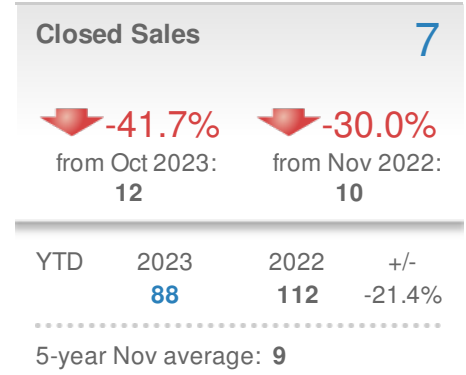 Closed Sales 7
-41.7% -30.0%
from Oct 2023: from Nov 2022:
12 10
YTD 2023 2022 +/-
88 112 -21.4%
5-year Nov average: 9